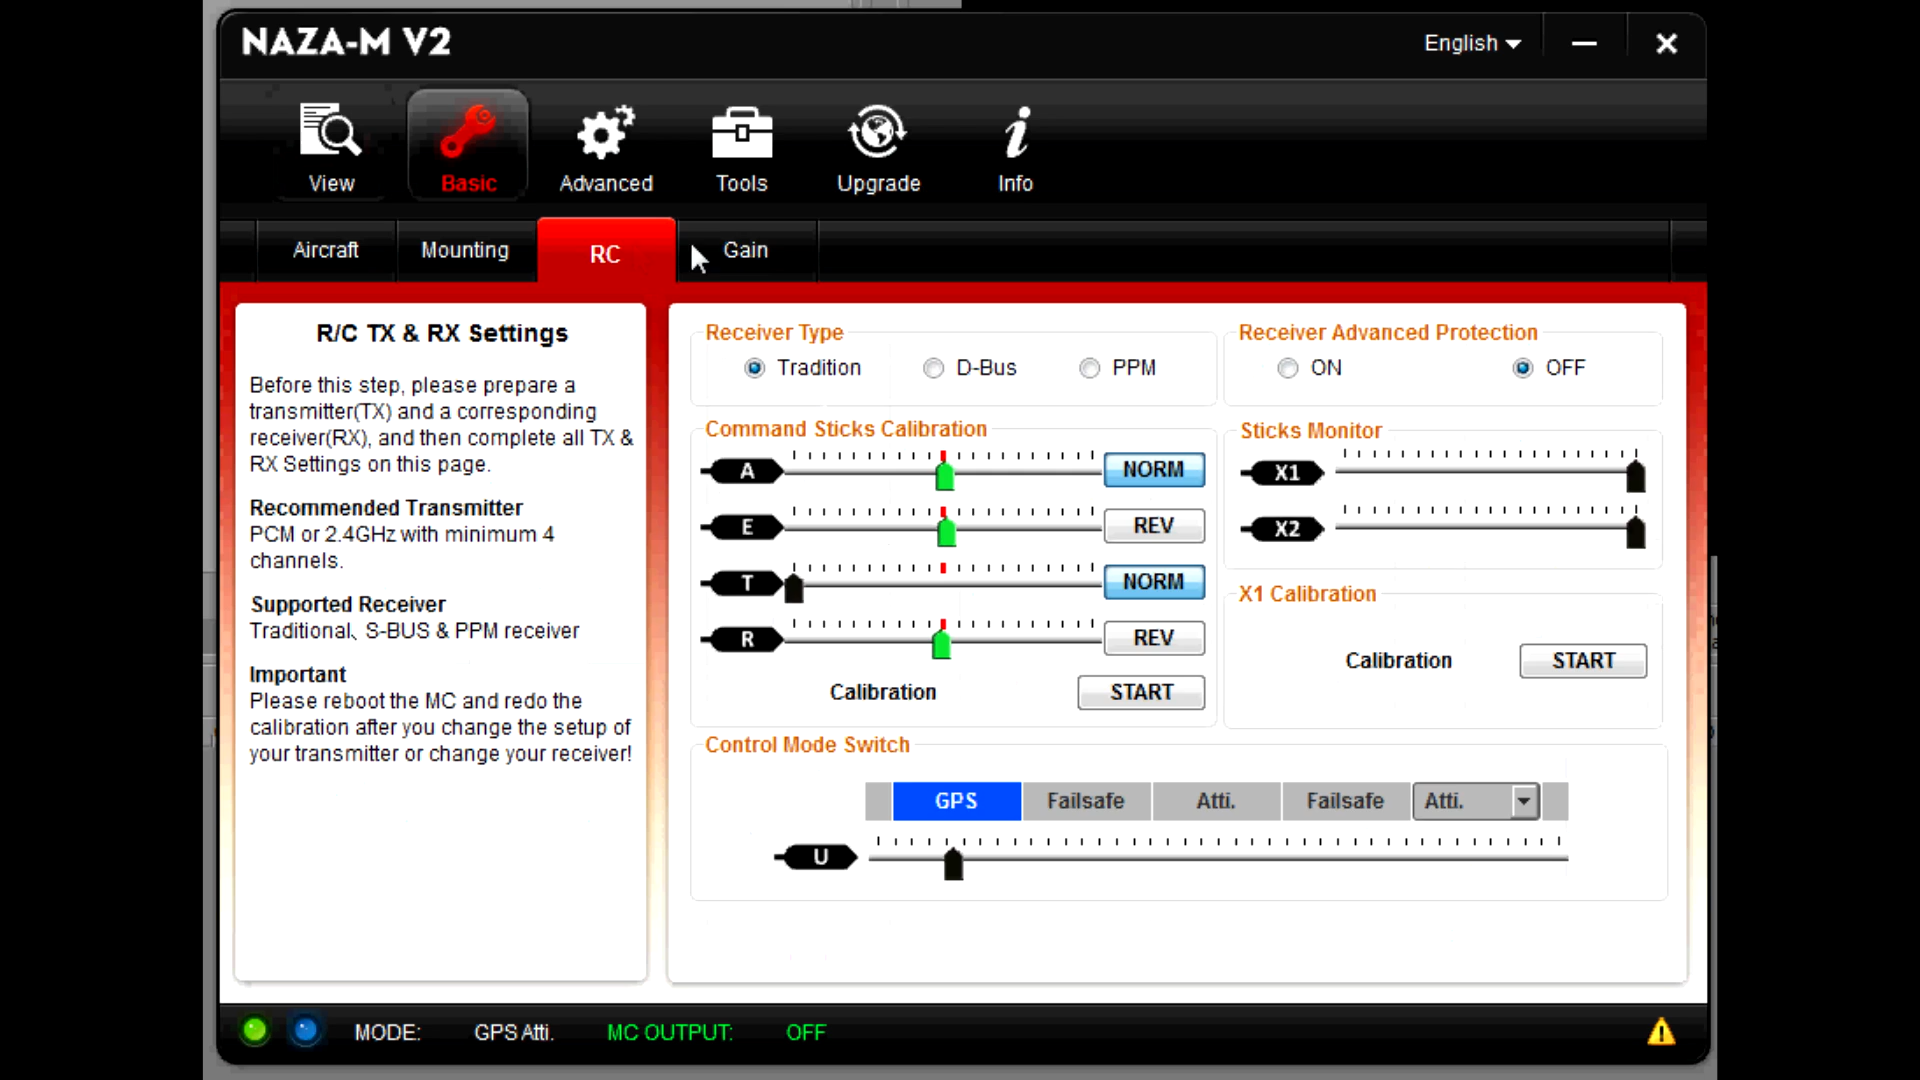 NAZA-M V2
English
View
Basic
Advanced
Tools
Upgrade
Info
Aircraft
Mounting
RC
Gain
R/C TX & RX Settings
Before this step, please prepare a
transmitter(TX) and a corresponding
receiver(RX), and then complete all TX &
RX Settings on this page.
Recommended Transmitter
PCM or 2.4GHz with minimum 4
channels.
Supported Receiver
Traditional、S-BUS & PPM receiver
Important
Please reboot the MC and redo the
calibration after you change the setup of
your transmitter or change your receiver!
Receiver Type
Tradition
D-Bus
PPM
Receiver Advanced Protection
ON
OFF
Command Sticks Calibration
A
NORM
E
REV
T
NORM
R
REV
Calibration
START
Sticks Monitor
X1
X2
X1 Calibration
Calibration
START
Control Mode Switch
GPS
Failsafe
Atti.
Failsafe
Atti.
U
MODE:
GPS Atti.
MC OUTPUT:
OFF